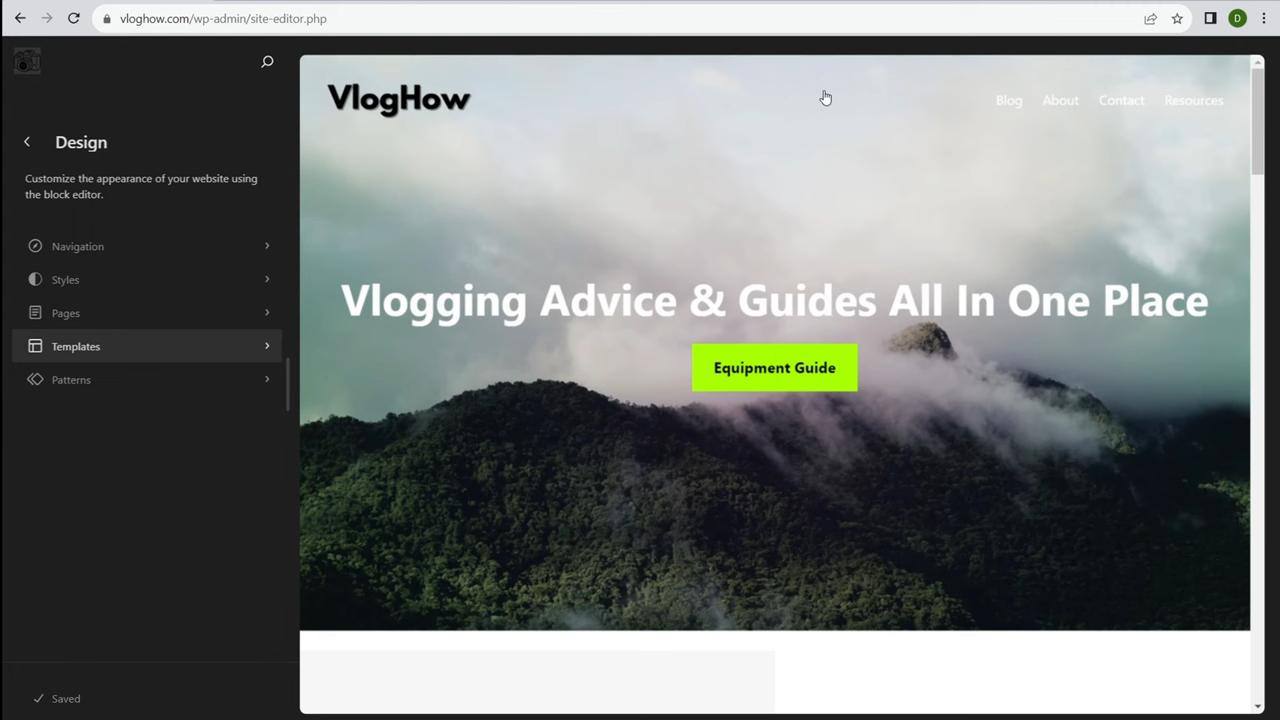 vloghow.com/wp-admin/site-editor.php
D
Design
Customize the appearance of your website using
the block editor.
Navigation
Styles
Pages
Templates
Patterns
Saved
VlogHow
Blog About Contact Resources
Vlogging Advice & Guides All In One Place
Equipment Guide